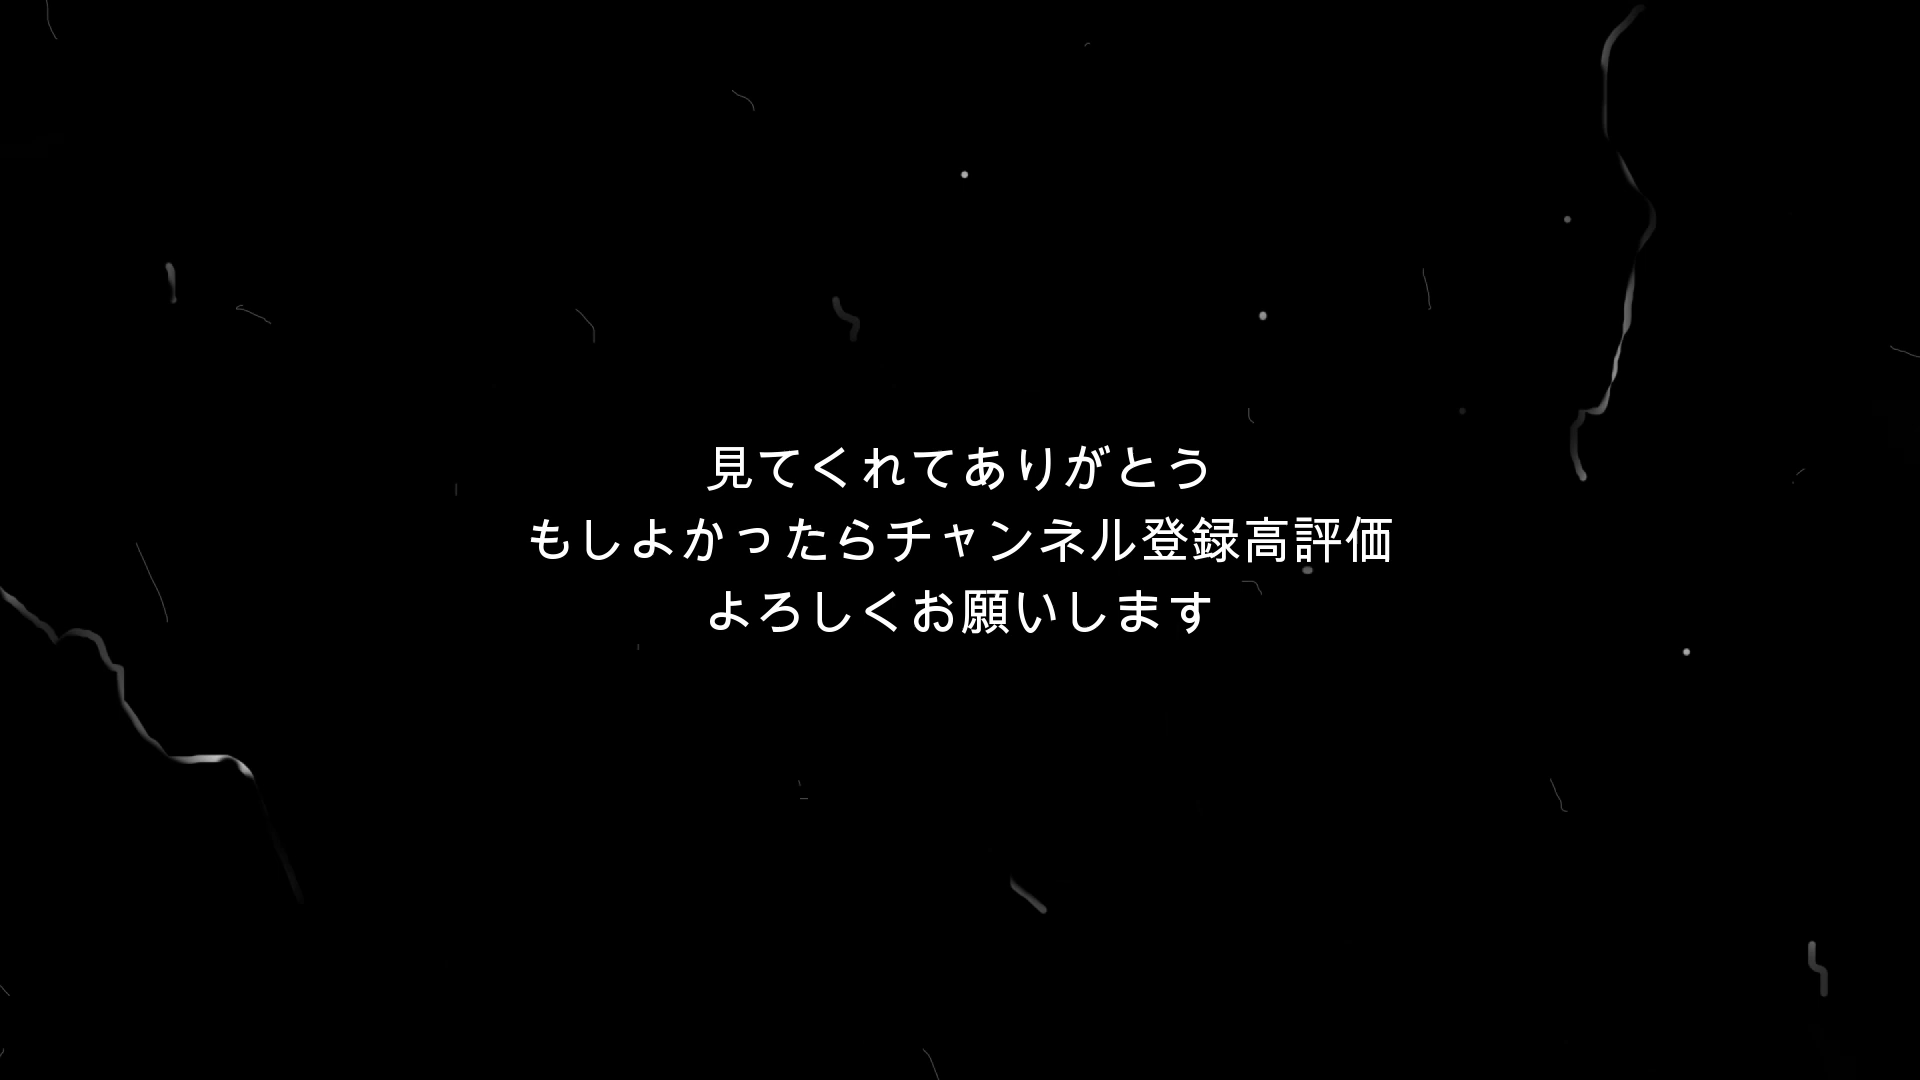 見てくれてありがとう
もしよかったらチャンネル登録高評価
よろしくお願いします